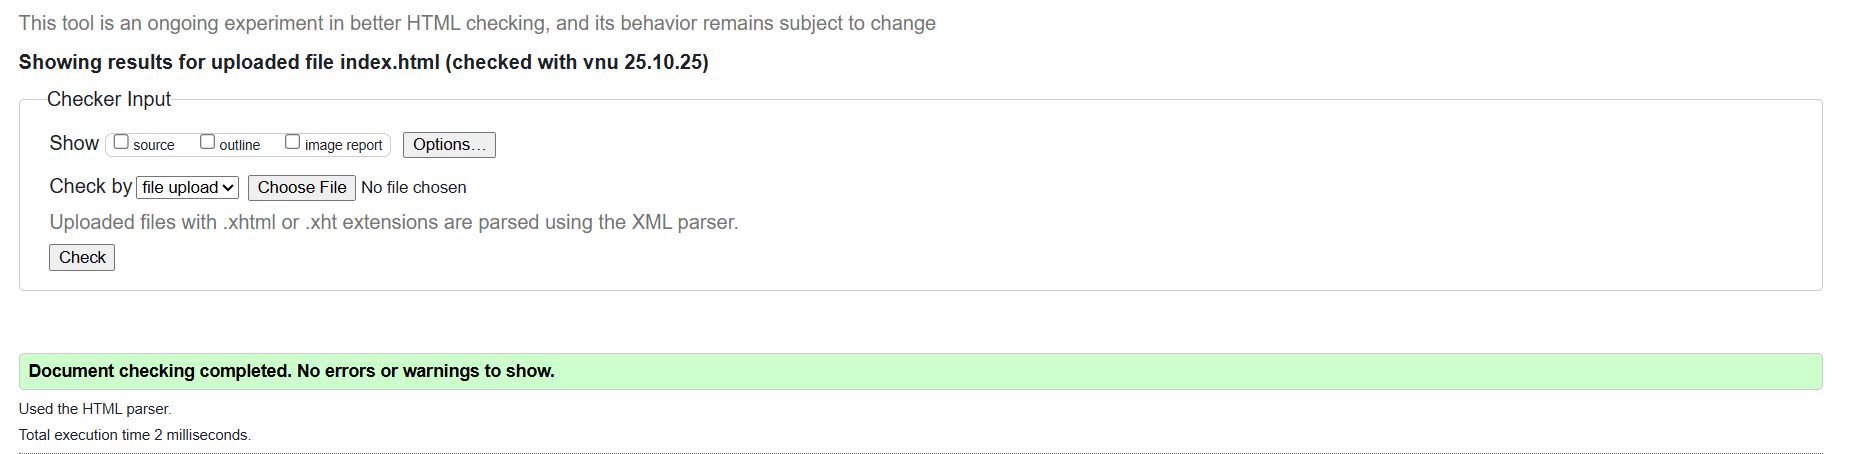 This tool is an ongoing experiment in better HTML checking, and its behavior remains subject to change
Showing results for uploaded file index.html (checked with vnu 25.10.25)
Checker Input
Show source outline image report Options…
Check by file upload Choose File No file chosen
Uploaded files with .xhtml or .xht extensions are parsed using the XML parser.
Check
Document checking completed. No errors or warnings to show.
Used the HTML parser.
Total execution time 2 milliseconds.